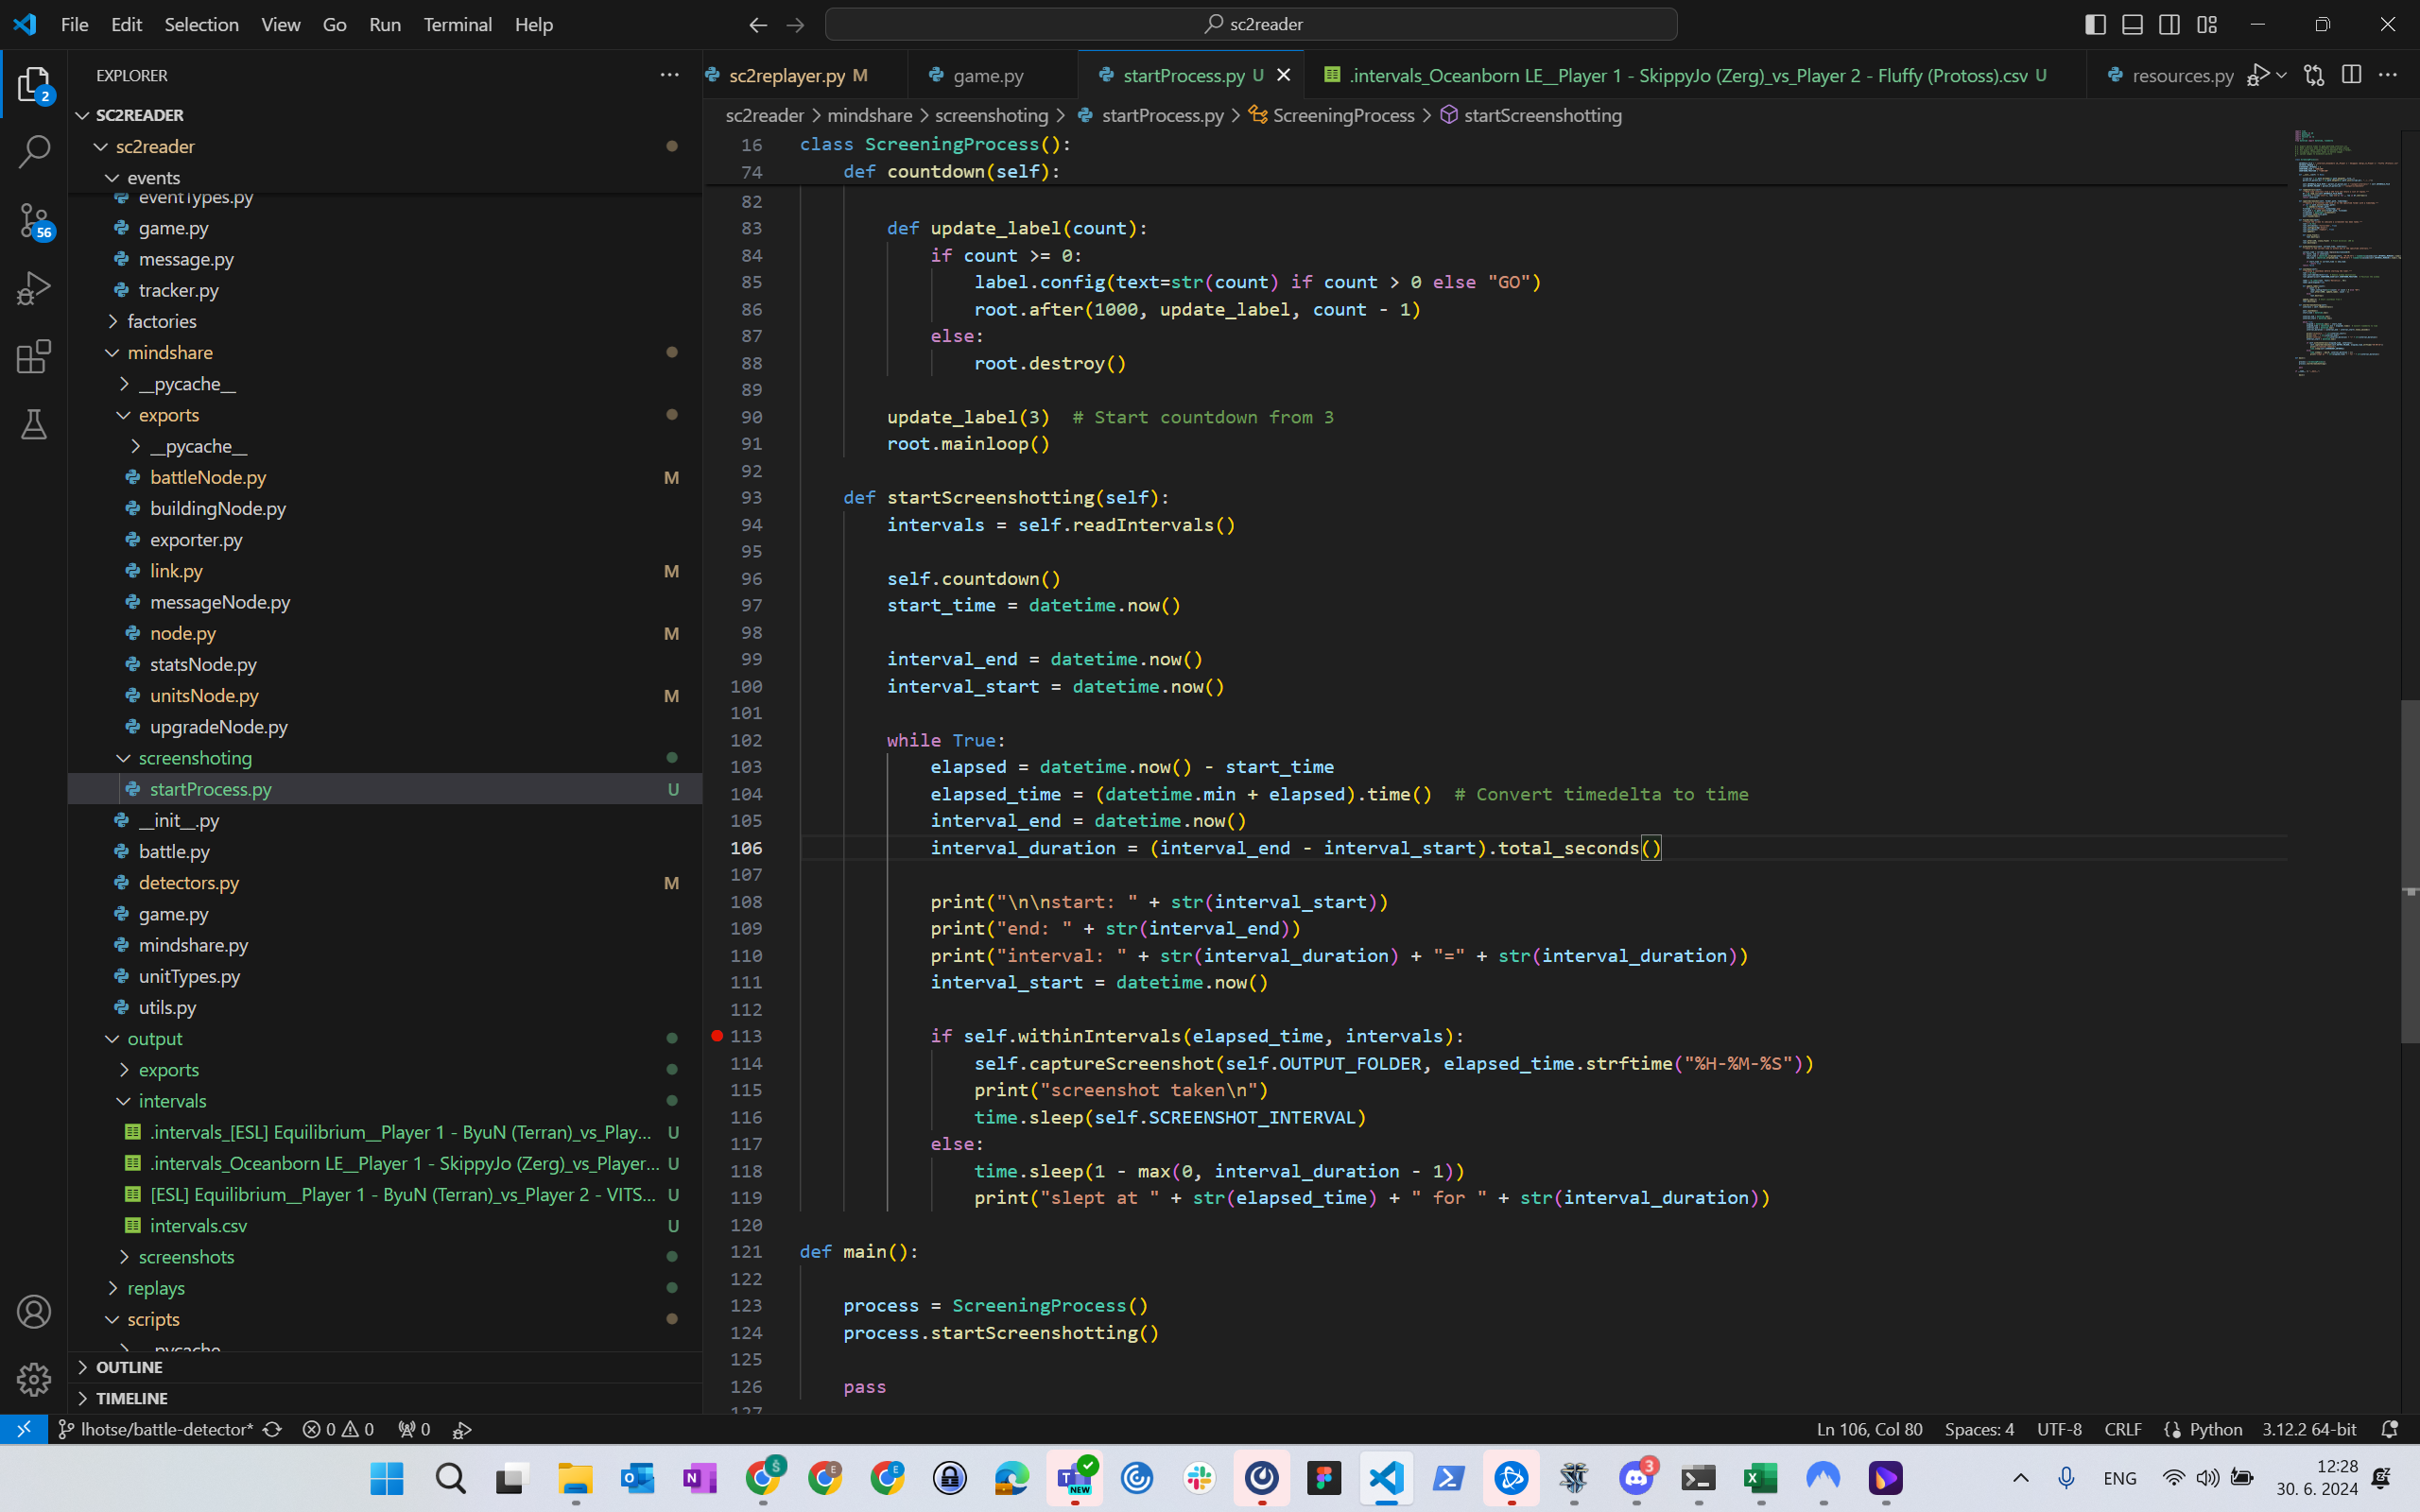 File Edit Selection View Go Run Terminal Help
sc2reader
EXPLORER
SC2READER
sc2reader
events
eventTypes.py
game.py
message.py
tracker.py
factories
mindshare
__pycache__
exports
__pycache__
battleNode.py M
buildingNode.py
exporter.py
link.py M
messageNode.py
node.py M
statsNode.py
unitsNode.py M
upgradeNode.py
screenshoting
startProcess.py U
__init__.py
battle.py
detectors.py M
game.py
mindshare.py
unitTypes.py
utils.py
output
exports
intervals
.intervals_[ESL] Equilibrium__Player 1 - ByuN (Terran)_vs_Play... U
.intervals_Oceanborn LE__Player 1 - SkippyJo (Zerg)_vs_Player... U
[ESL] Equilibrium__Player 1 - ByuN (Terran)_vs_Player 2 - VITS... U
intervals.csv U
screenshots
replays
scripts
__pycache__
OUTLINE
TIMELINE
2
56
sc2replayer.py M game.py startProcess.py U .intervals_Oceanborn LE__Player 1 - SkippyJo (Zerg)_vs_Player 2 - Fluffy (Protoss).csv U resources.py
sc2reader > mindshare > screenshoting > startProcess.py > ScreeningProcess > startScreenshotting
16 class ScreeningProcess():
74 def countdown(self):
82
83 def update_label(count):
84 if count >= 0:
85 label.config(text=str(count) if count > 0 else "GO")
86 root.after(1000, update_label, count - 1)
87 else:
88 root.destroy()
89
90 update_label(3)  # Start countdown from 3
91 root.mainloop()
92
93 def startScreenshotting(self):
94 intervals = self.readIntervals()
95
96 self.countdown()
97 start_time = datetime.now()
98
99 interval_end = datetime.now()
100 interval_start = datetime.now()
101
102 while True:
103 elapsed = datetime.now() - start_time
104 elapsed_time = (datetime.min + elapsed).time()  # Convert timedelta to time
105 interval_end = datetime.now()
106 interval_duration = (interval_end - interval_start).total_seconds()
107
108 print("\n\nstart: " + str(interval_start))
109 print("end: " + str(interval_end))
110 print("interval: " + str(interval_duration) + "=" + str(interval_duration))
111 interval_start = datetime.now()
112
113 if self.withinIntervals(elapsed_time, intervals):
114 self.captureScreenshot(self.OUTPUT_FOLDER, elapsed_time.strftime("%H-%M-%S"))
115 print("screenshot taken\n")
116 time.sleep(self.SCREENSHOT_INTERVAL)
117 else:
118 time.sleep(1 - max(0, interval_duration - 1))
119 print("slept at " + str(elapsed_time) + " for " + str(interval_duration))
120
121 def main():
122
123 process = ScreeningProcess()
124 process.startScreenshotting()
125
126 pass
127
lhotse/battle-detector* 0 0 0 Ln 106, Col 80 Spaces: 4 UTF-8 CRLF Python 3.12.2 64-bit
NEW
3
ENG
12:28
30. 6. 2024